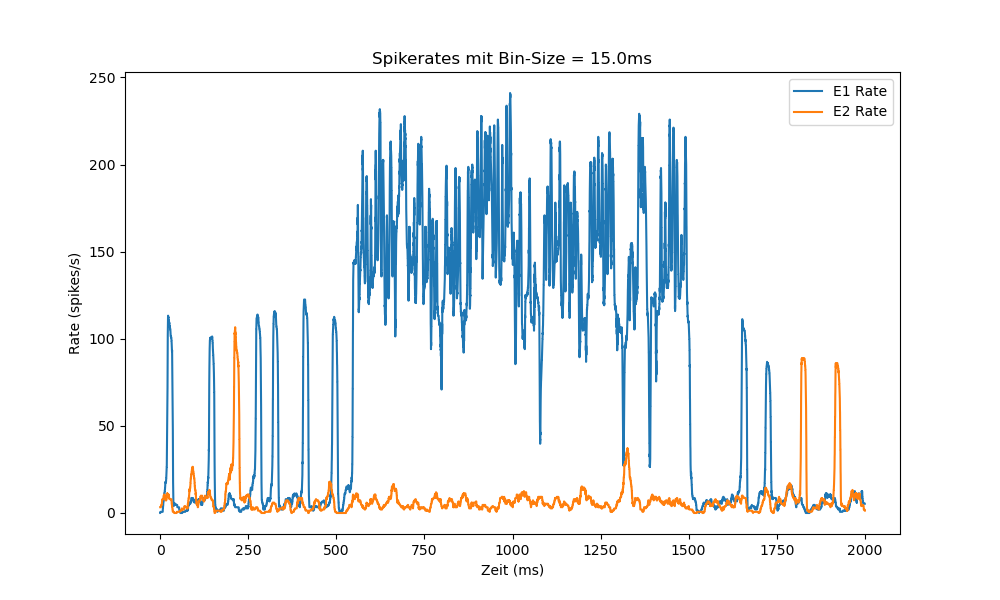 Spikerates mit Bin-Size = 15.0ms
E1 Rate
E2 Rate
Rate (spikes/s)
250
200
150
100
50
0
0 250 500 750 1000 1250 1500 1750 2000
Zeit (ms)